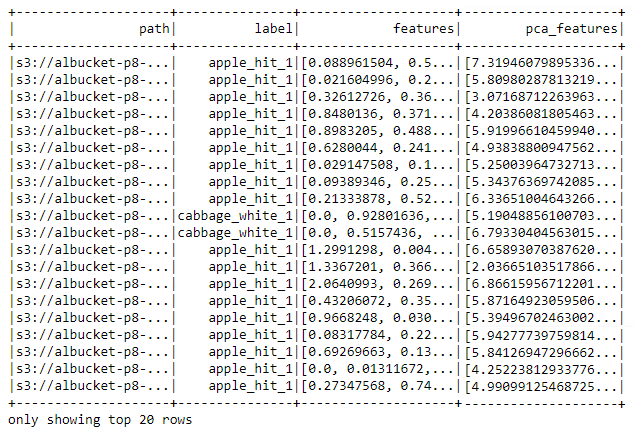 +----------------+---------------+--------------------+--------------------+
|            path|          label|            features|        pca_features|
+----------------+---------------+--------------------+--------------------+
|s3://albucket-p8-...|    apple_hit_1|[0.088961504, 0.5...|[7.31946079895336...|
|s3://albucket-p8-...|    apple_hit_1|[0.021604996, 0.2...|[5.80980287813219...|
|s3://albucket-p8-...|    apple_hit_1|[0.32612726, 0.36...|[3.07168712263963...|
|s3://albucket-p8-...|    apple_hit_1|[0.8480136, 0.371...|[4.20386081805463...|
|s3://albucket-p8-...|    apple_hit_1|[0.8983205, 0.488...|[5.91996610459940...|
|s3://albucket-p8-...|    apple_hit_1|[0.6280044, 0.241...|[4.93838800947562...|
|s3://albucket-p8-...|    apple_hit_1|[0.029147508, 0.1...|[5.25003964732713...|
|s3://albucket-p8-...|    apple_hit_1|[0.09389346, 0.25...|[5.34376369742085...|
|s3://albucket-p8-...|    apple_hit_1|[0.21333878, 0.52...|[6.33651004643266...|
|s3://albucket-p8-...|cabbage_white_1|[0.0, 0.92801636,...|[5.19048856100703...|
|s3://albucket-p8-...|cabbage_white_1|[0.0, 0.5157436, ...|[6.79330404563015...|
|s3://albucket-p8-...|    apple_hit_1|[1.2991298, 0.004...|[6.65893070387620...|
|s3://albucket-p8-...|    apple_hit_1|[1.3367201, 0.366...|[2.03665103517866...|
|s3://albucket-p8-...|    apple_hit_1|[2.0640993, 0.269...|[6.86615956712201...|
|s3://albucket-p8-...|    apple_hit_1|[0.43206072, 0.35...|[5.87164923059506...|
|s3://albucket-p8-...|    apple_hit_1|[0.9668248, 0.030...|[5.39496702463002...|
|s3://albucket-p8-...|    apple_hit_1|[0.08317784, 0.22...|[5.94277739759814...|
|s3://albucket-p8-...|    apple_hit_1|[0.69269663, 0.13...|[5.84126947296662...|
|s3://albucket-p8-...|    apple_hit_1|[0.0, 0.01311672,...|[4.25223812933776...|
|s3://albucket-p8-...|    apple_hit_1|[0.27347568, 0.74...|[4.99099125468725...|
+----------------+---------------+--------------------+--------------------+
only showing top 20 rows